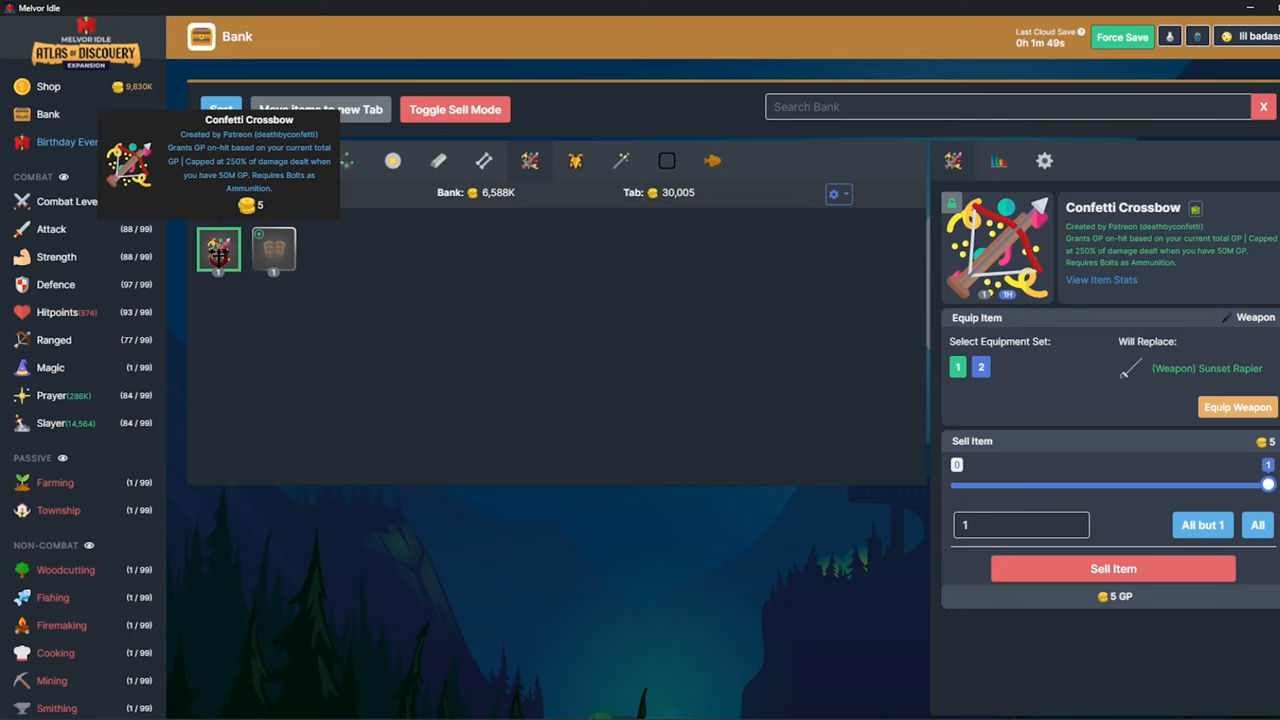 Melvor Idle
MELVOR IDLE
ATLAS OF DISCOVERY
EXPANSION
Bank
Last Cloud Save
0h 1m 49s
Force Save
lil badass
Shop
9,830K
Bank
Birthday Even
COMBAT
Combat Leve
Attack
(88 / 99)
Strength
(88 / 99)
Defence
(97 / 99)
Hitpoints(574)
(93 / 99)
Ranged
(77 / 99)
Magic
(1 / 99)
Prayer(286K)
(84 / 99)
Slayer(14,564)
(84 / 99)
PASSIVE
Farming
(1 / 99)
Township
(1 / 99)
NON-COMBAT
Woodcutting
(1 / 99)
Fishing
(1 / 99)
Firemaking
(1 / 99)
Cooking
(1 / 99)
Mining
(1 / 99)
Smithing
(1 / 99)
Sort
Move items to new Tab
Toggle Sell Mode
Search Bank
X
Confetti Crossbow
Created by Patreon (deathbyconfetti)
Grants GP on-hit based on your current total
GP | Capped at 250% of damage dealt when
you have 50M GP. Requires Bolts as
Ammunition.
5
Bank: 6,588K
Tab: 30,005
1
1
Confetti Crossbow
Created by Patreon (deathbyconfetti)
Grants GP on-hit based on your current total GP | Capped
at 250% of damage dealt when you have 50M GP.
Requires Bolts as Ammunition.
View Item Stats
1
1H
Equip Item
Weapon
Select Equipment Set:
Will Replace:
1
2
(Weapon) Sunset Rapier
Equip Weapon
Sell Item
5
0
1
1
All but 1
All
Sell Item
5 GP